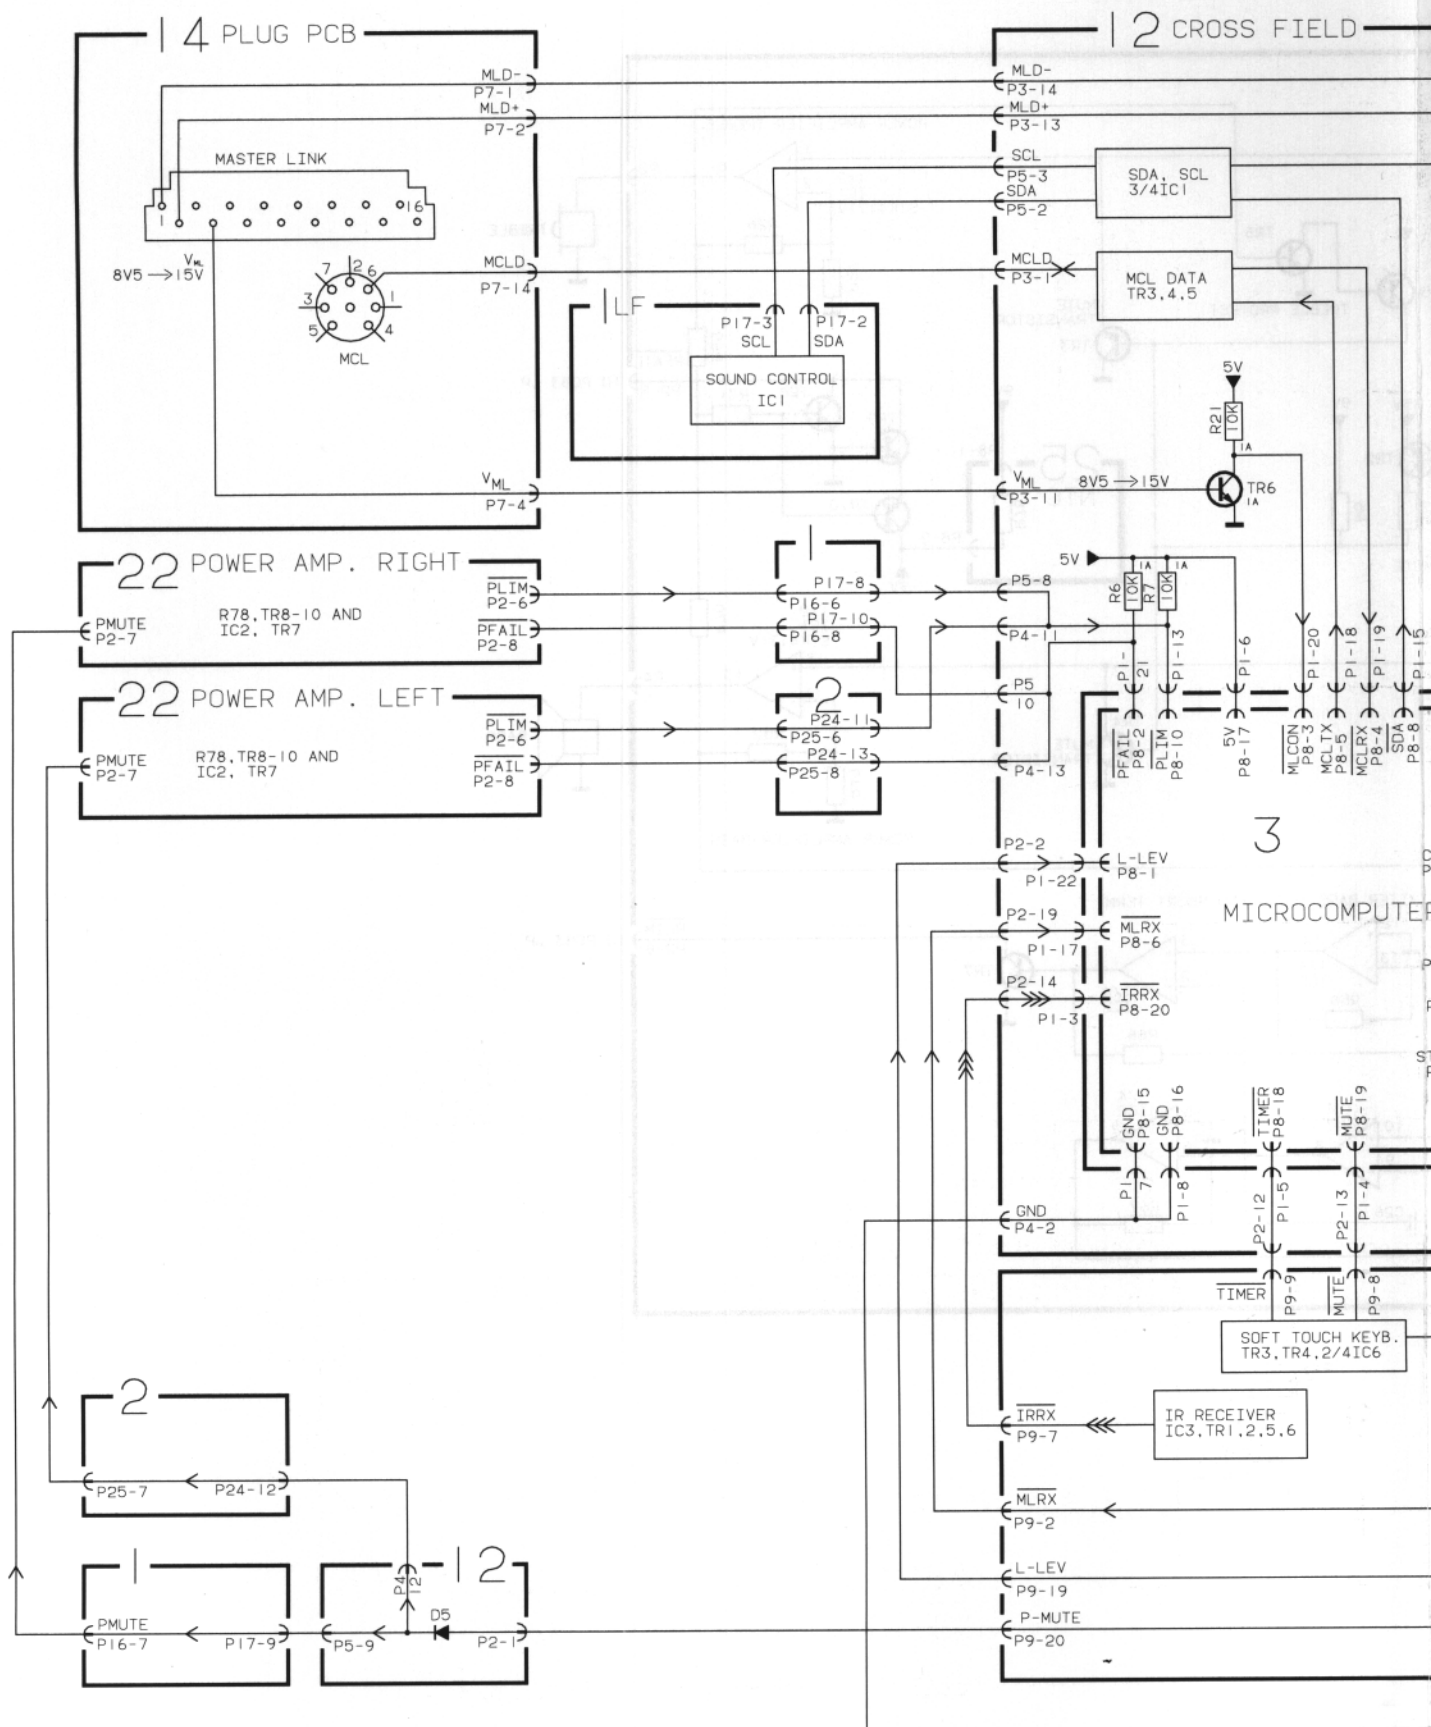 14 PLUG PCB
MLD-
P7-1
MLD+
P7-2
MASTER LINK
1
16
VML
8V5 → 15V
7
2
6
3
1
5
4
MCL
MCLD
P7-14
VML
P7-4
1LF
P17-3
P17-2
SCL
SDA
SOUND CONTROL
IC1
12 CROSS FIELD
MLD-
P3-14
MLD+
P3-13
SCL
P5-3
SDA
P5-2
SDA, SCL
3/4IC1
MCLD
P3-1
MCL DATA
TR3,4,5
5V
R21
10K
1A
VML
P3-11
8V5 → 15V
TR6
1A
22 POWER AMP. RIGHT
PLIM
P2-6
PMUTE
P2-7
R78,TR8-10 AND
IC2, TR7
PFAIL
P2-8
1
P17-8
P16-6
P17-10
P16-8
22 POWER AMP. LEFT
PLIM
P2-6
PMUTE
P2-7
R78,TR8-10 AND
IC2, TR7
PFAIL
P2-8
2
P24-11
P25-6
P24-13
P25-8
P5-8
P4-11
P5
10
P4-13
5V
R6
10K
1A
R7
10K
1A
P1-
21
P1-13
P1-6
P1-20
P1-18
P1-19
P1-15
PFAIL
P8-2
PLIM
P8-10
5V
P8-17
MLCON
P8-3
MCLTX
P8-5
MCLRX
P8-4
SDA
P8-8
3
MICROCOMPUTER
P2-2
P1-22
L-LEV
P8-1
P2-19
P1-17
MLRX
P8-6
P2-14
P1-3
IRRX
P8-20
GND
P8-15
GND
P8-16
TIMER
P8-18
MUTE
P8-19
P1
7
P1-8
P2-12
P1-5
P2-13
P1-4
GND
P4-2
TIMER
P9-9
MUTE
P9-8
SOFT TOUCH KEYB.
TR3,TR4,2/4IC6
IRRX
P9-7
IR RECEIVER
IC3,TR1,2,5,6
MLRX
P9-2
L-LEV
P9-19
P-MUTE
P9-20
2
P25-7
P24-12
1
PMUTE
P16-7
P17-9
12
P4
12
P5-9
D5
P2-1